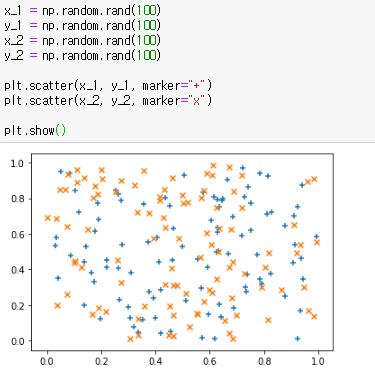 x_1 = np.random.rand(100)
y_1 = np.random.rand(100)
x_2 = np.random.rand(100)
y_2 = np.random.rand(100)
plt.scatter(x_1, y_1, marker="+")
plt.scatter(x_2, y_2, marker="x")
plt.show()
1.0
0.8
0.6
0.4
0.2
0.0
0.0 0.2 0.4 0.6 0.8 1.0